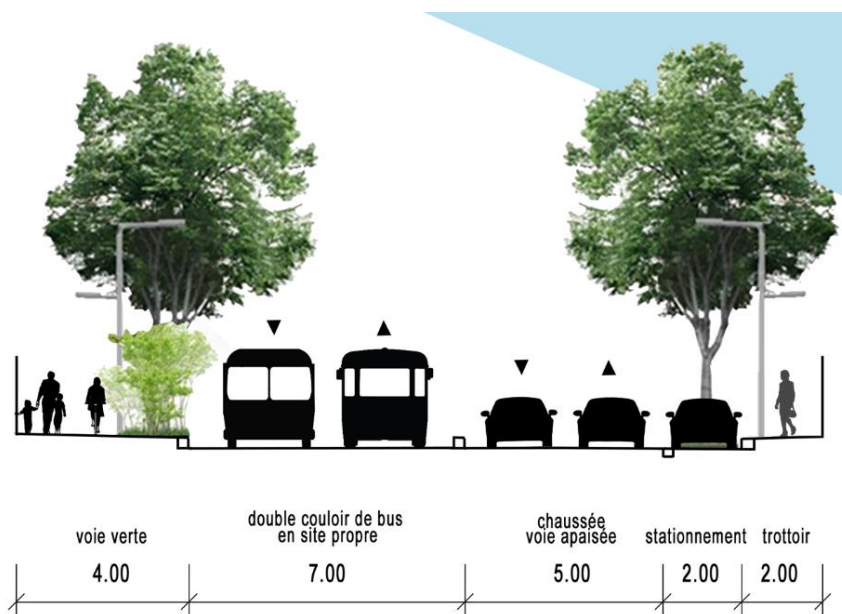 voie verte
double couloir de bus
en site propre
chaussée
voie apaisée
stationnement
trottoir
4.00
7.00
5.00
2.00
2.00